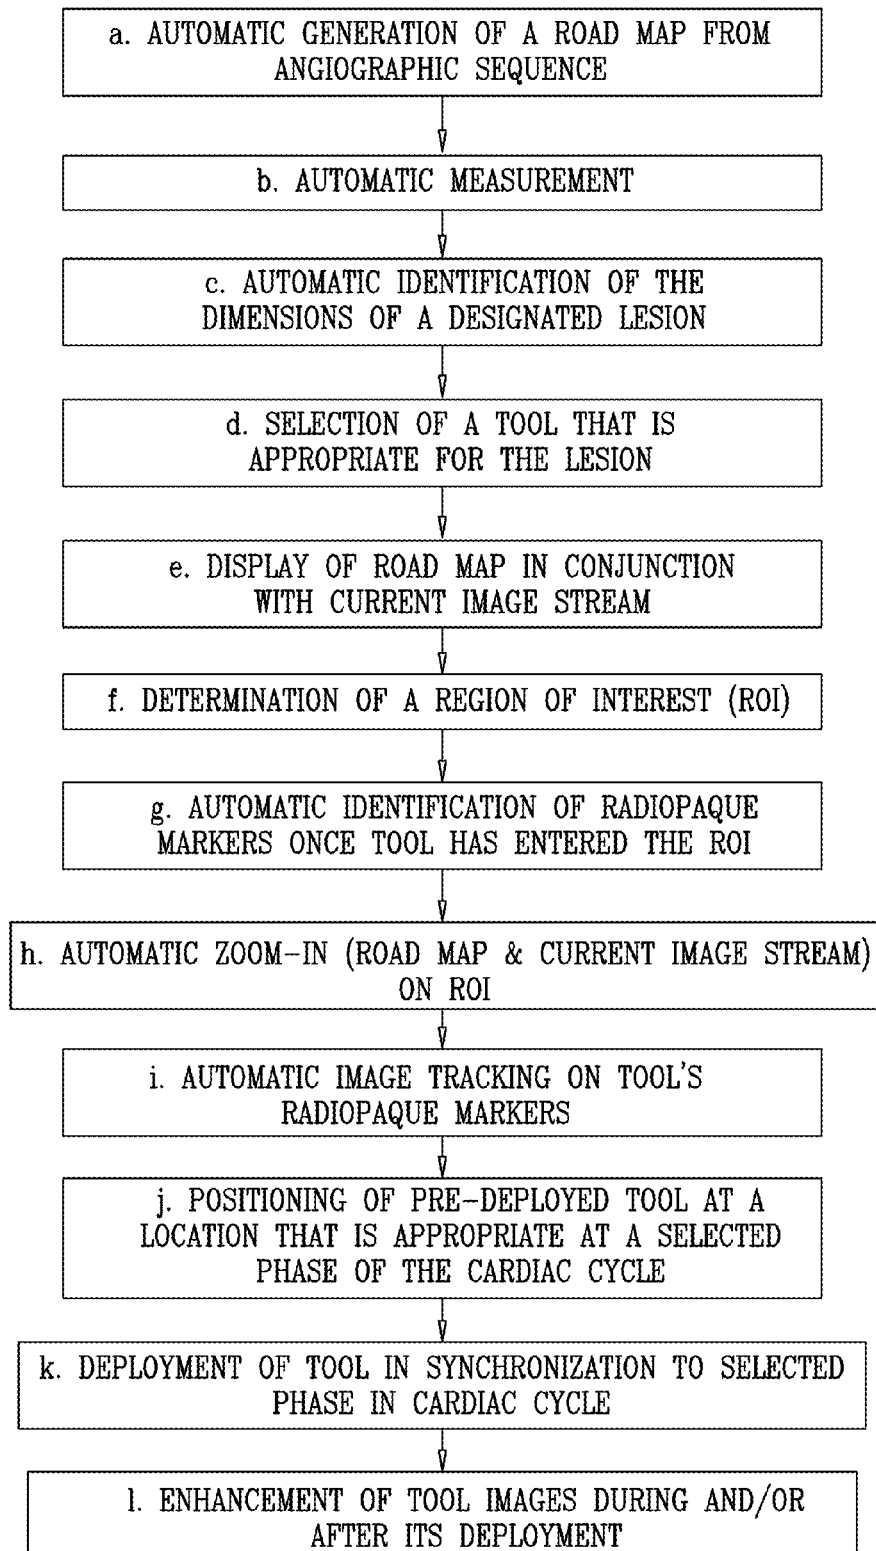 a. AUTOMATIC GENERATION OF A ROAD MAP FROM
ANGIOGRAPHIC SEQUENCE
b. AUTOMATIC MEASUREMENT
c. AUTOMATIC IDENTIFICATION OF THE
DIMENSIONS OF A DESIGNATED LESION
d. SELECTION OF A TOOL THAT IS
APPROPRIATE FOR THE LESION
e. DISPLAY OF ROAD MAP IN CONJUNCTION
WITH CURRENT IMAGE STREAM
f. DETERMINATION OF A REGION OF INTEREST (ROI)
g. AUTOMATIC IDENTIFICATION OF RADIOPAQUE
MARKERS ONCE TOOL HAS ENTERED THE ROI
h. AUTOMATIC ZOOM-IN (ROAD MAP & CURRENT IMAGE STREAM)
ON ROI
i. AUTOMATIC IMAGE TRACKING ON TOOL'S
RADIOPAQUE MARKERS
j. POSITIONING OF PRE-DEPLOYED TOOL AT A
LOCATION THAT IS APPROPRIATE AT A SELECTED
PHASE OF THE CARDIAC CYCLE
k. DEPLOYMENT OF TOOL IN SYNCHRONIZATION TO SELECTED
PHASE IN CARDIAC CYCLE
l. ENHANCEMENT OF TOOL IMAGES DURING AND/OR
AFTER ITS DEPLOYMENT